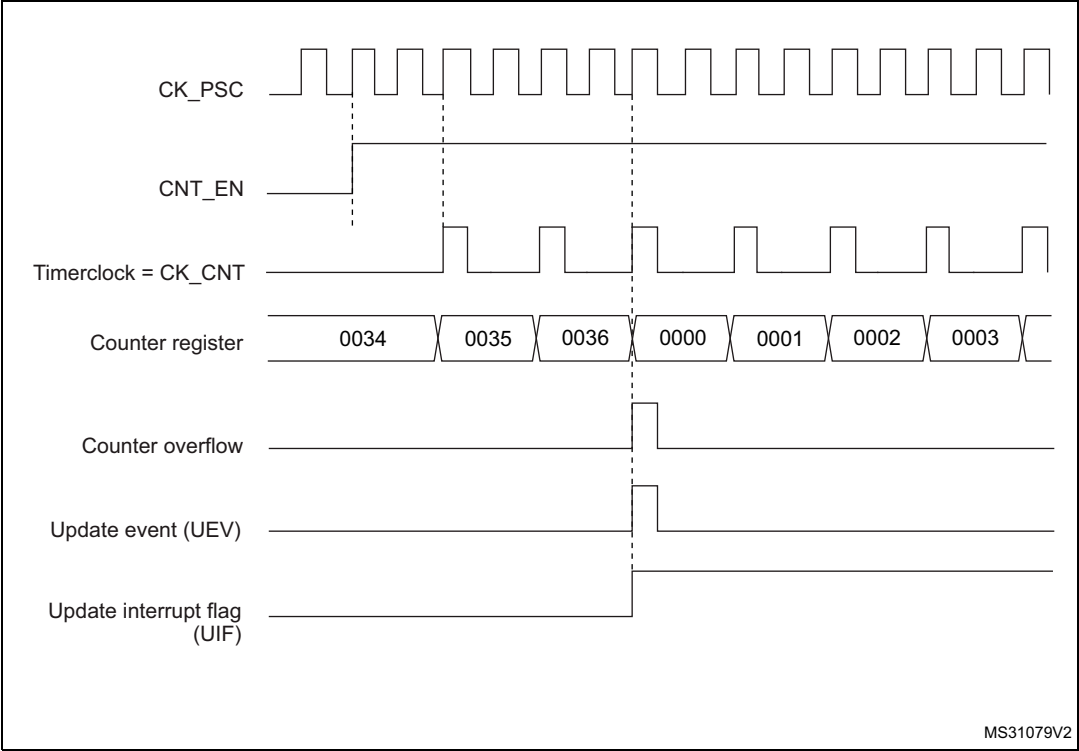 CK_PSC
CNT_EN
Timerclock = CK_CNT
Counter register
0034 0035 0036 0000 0001 0002 0003
Counter overflow
Update event (UEV)
Update interrupt flag
(UIF)
MS31079V2